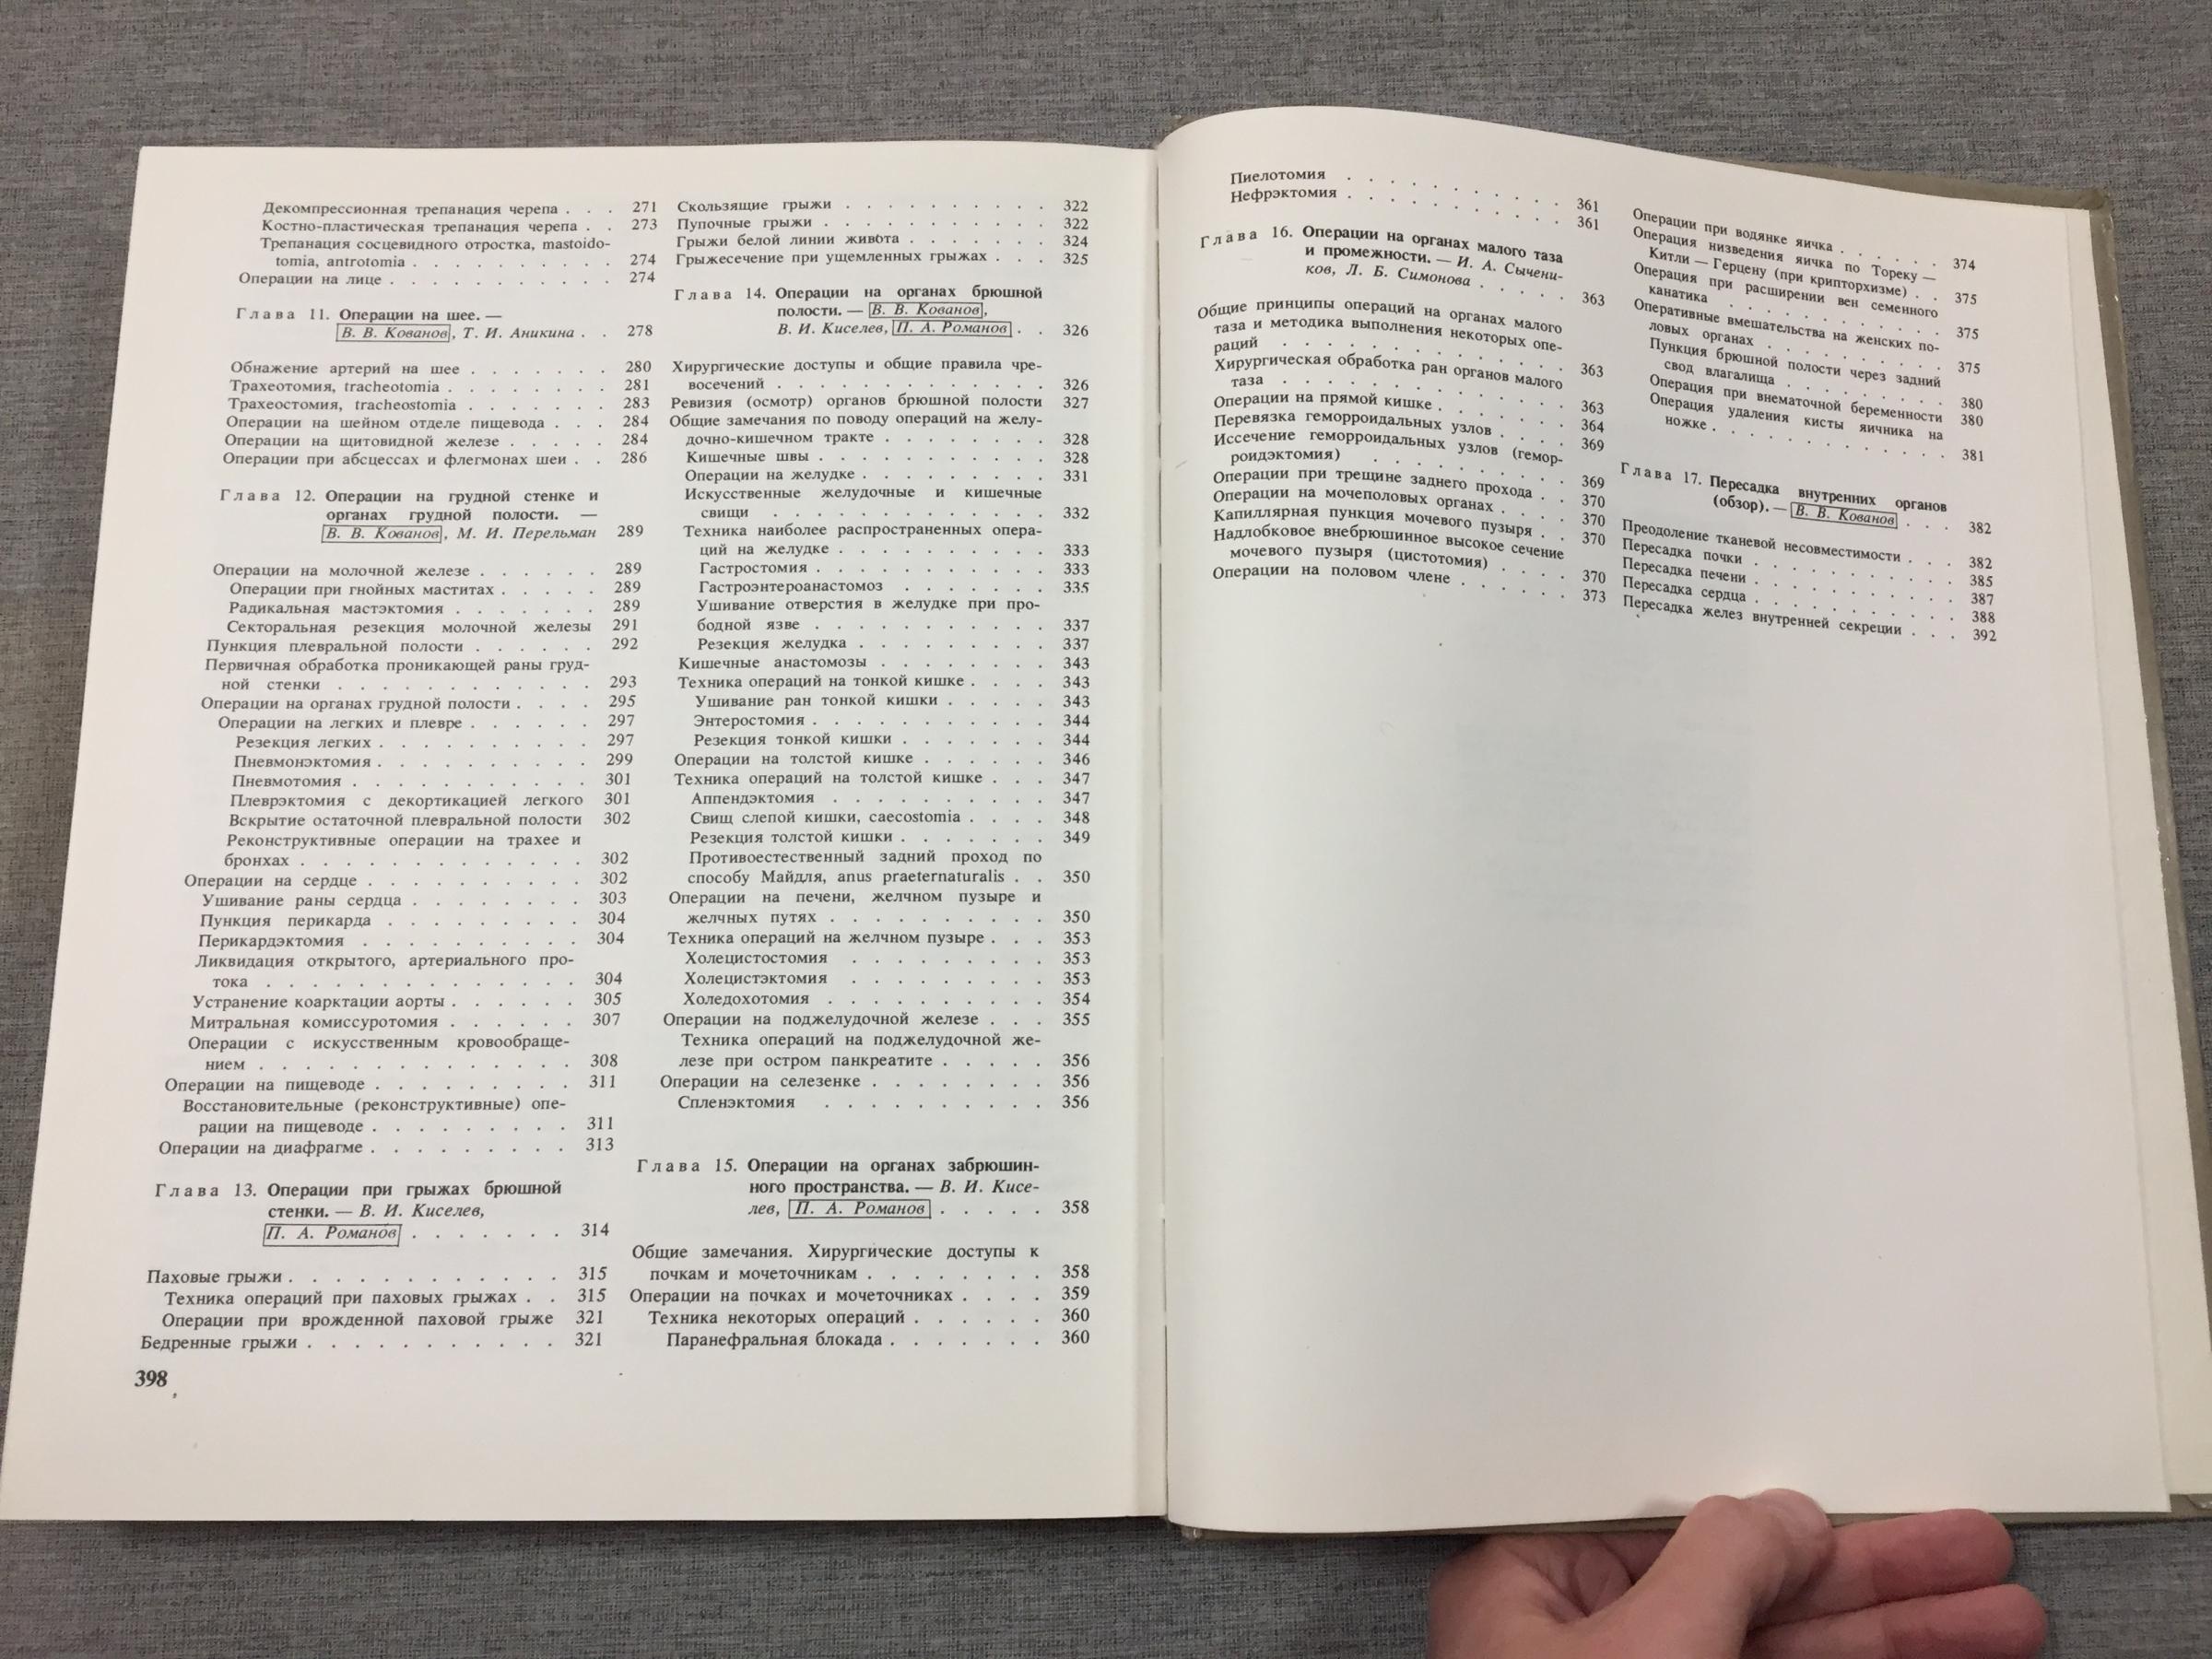 Декомпрессионная трепанация черепа . . . 271
Костно-пластическая трепанация черепа . . 273
Трепанация сосцевидного отростка, mastoido-
tomia, antrotomia . . . . . . . . . . 274
Операции на лице . . . . . . . . . . . 274
Глава 11. Операции на шее. —
В. В. Кованов, Т. И. Аникина . . 278
Обнажение артерий на шее . . . . . . . 280
Трахеотомия, tracheotomia . . . . . . . . 281
Трахеостомия, tracheostomia . . . . . . . 283
Операции на шейном отделе пищевода . . . 284
Операции на щитовидной железе . . . . . 284
Операции при абсцессах и флегмонах шеи . . 286
Глава 12. Операции на грудной стенке и
органах грудной полости. —
В. В. Кованов, М. И. Перельман 289
Операции на молочной железе . . . . . . 289
Операции при гнойных маститах . . . . . 289
Радикальная мастэктомия . . . . . . . 289
Секторальная резекция молочной железы 291
Пункция плевральной полости . . . . . . 292
Первичная обработка проникающей раны груд-
ной стенки . . . . . . . . . . . . 293
Операции на органах грудной полости . . . . 295
Операции на легких и плевре . . . . . . 297
Резекция легких . . . . . . . . . . 297
Пневмонэктомия . . . . . . . . . . 299
Пневмотомия . . . . . . . . . . . 301
Плеврэктомия с декортикацией легкого 301
Вскрытие остаточной плевральной полости 302
Реконструктивные операции на трахее и
бронхах . . . . . . . . . . . . . 302
Операции на сердце . . . . . . . . . . 302
Ушивание раны сердца . . . . . . . . 303
Пункция перикарда . . . . . . . . . 304
Перикардэктомия . . . . . . . . . . 304
Ликвидация открытого, артериального про-
тока . . . . . . . . . . . . . . 304
Устранение коарктации аорты . . . . . . 305
Митральная комиссуротомия . . . . . . 307
Операции с искусственным кровообраще-
нием . . . . . . . . . . . . . . 308
Операции на пищеводе . . . . . . . . . 311
Восстановительные (реконструктивные) опе-
рации на пищеводе . . . . . . . . . 311
Операции на диафрагме . . . . . . . . . 313
Глава 13. Операции при грыжах брюшной
стенки. — В. И. Киселев,
П. А. Романов . . . . . . . 314
Паховые грыжи . . . . . . . . . . . . 315
Техника операций при паховых грыжах . . 315
Операции при врожденной паховой грыже 321
Бедренные грыжи . . . . . . . . . . . 321
398
Скользящие грыжи . . . . . . . . . . 322
Пупочные грыжи . . . . . . . . . . . 322
Грыжи белой линии живота . . . . . . . 324
Грыжесечение при ущемленных грыжах . . . 325
Глава 14. Операции на органах брюшной
полости. — В. В. Кованов,
В. И. Киселев, П. А. Романов . . 326
Хирургические доступы и общие правила чре-
восечений . . . . . . . . . . . . . 326
Ревизия (осмотр) органов брюшной полости 327
Общие замечания по поводу операций на желу-
дочно-кишечном тракте . . . . . . . . 328
Кишечные швы . . . . . . . . . . . 328
Операции на желудке . . . . . . . . . 331
Искусственные желудочные и кишечные
свищи . . . . . . . . . . . . . 332
Техника наиболее распространенных опера-
ций на желудке . . . . . . . . . . 333
Гастростомия . . . . . . . . . . . 333
Гастроэнтероанастомоз . . . . . . . 335
Ушивание отверстия в желудке при про-
бодной язве . . . . . . . . . . . 337
Резекция желудка . . . . . . . . . 337
Кишечные анастомозы . . . . . . . . 343
Техника операций на тонкой кишке . . . . 343
Ушивание ран тонкой кишки . . . . . 343
Энтеростомия . . . . . . . . . . . 344
Резекция тонкой кишки . . . . . . . 344
Операции на толстой кишке . . . . . . 346
Техника операций на толстой кишке . . . 347
Аппендэктомия . . . . . . . . . . 347
Свищ слепой кишки, caecostomia . . . . 348
Резекция толстой кишки . . . . . . . 349
Противоестественный задний проход по
способу Майдля, anus praeternaturalis . . 350
Операции на печени, желчном пузыре и
желчных путях . . . . . . . . . . 350
Техника операций на желчном пузыре . . . 353
Холецистостомия . . . . . . . . . 353
Холецистэктомия . . . . . . . . . 353
Холедохотомия . . . . . . . . . . 354
Операции на поджелудочной железе . . . 355
Техника операций на поджелудочной же-
лезе при остром панкреатите . . . . . 356
Операции на селезенке . . . . . . . . 356
Спленэктомия . . . . . . . . . . 356
Глава 15. Операции на органах забрюшин-
ного пространства. — В. И. Кисе-
лев, П. А. Романов . . . . . 358
Общие замечания. Хирургические доступы к
почкам и мочеточникам . . . . . . . . 358
Операции на почках и мочеточниках . . . . 359
Техника некоторых операций . . . . . . 360
Паранефральная блокада . . . . . . . 360
Пиелотомия . . . . . . . . . . 361
Нефрэктомия . . . . . . . . . . 361
Глава 16. Операции на органах малого таза
и промежности. — И. А. Сычени-
ков, Л. Б. Симонова . . . . . 363
Общие принципы операций на органах малого
таза и методика выполнения некоторых опе-
раций . . . . . . . . . . . . . 363
Хирургическая обработка ран органов малого
таза . . . . . . . . . . . . . 363
Операции на прямой кишке . . . . . . . 364
Перевязка геморроидальных узлов . . . . 369
Иссечение геморроидальных узлов (гемор-
роидэктомия) . . . . . . . . . 369
Операции при трещине заднего прохода . . 370
Операции на мочеполовых органах . . . . 370
Капиллярная пункция мочевого пузыря . . 370
Надлобковое внебрюшинное высокое сечение
мочевого пузыря (цистотомия) . . . . 370
Операции на половом члене . . . . . . 373
Операции при водянке яичка . . . . . . 374
Операция низведения яичка по Тореку —
Китли — Герцену (при крипторхизме) . . 375
Операция при расширении вен семенного
канатика . . . . . . . . . . . 375
Оперативные вмешательства на женских по-
ловых органах . . . . . . . . . 375
Пункция брюшной полости через задний
свод влагалища . . . . . . . . 380
Операция при внематочной беременности 380
Операция удаления кисты яичника на
ножке . . . . . . . . . . . . 381
Глава 17. Пересадка внутренних органов
(обзор). — В. В. Кованов . . . 382
Преодоление тканевой несовместимости . . . 382
Пересадка почки . . . . . . . . . . 385
Пересадка печени . . . . . . . . . . 387
Пересадка сердца . . . . . . . . . . 388
Пересадка желез внутренней секреции . . . 392